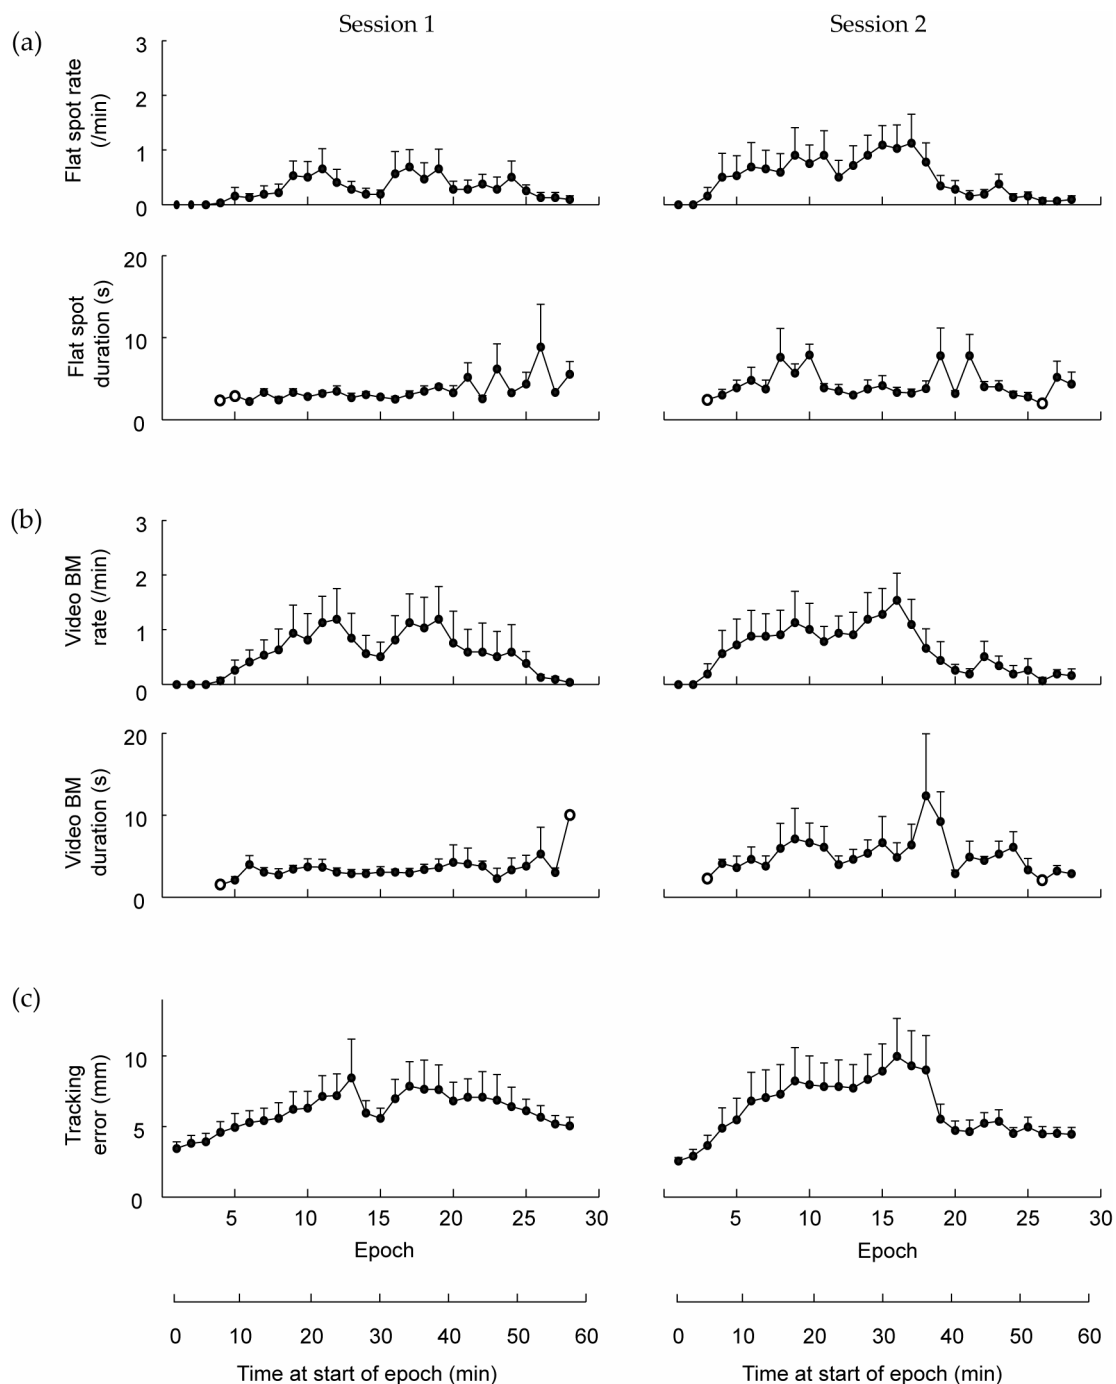 Session 1
Session 2
(a)
Flat spot rate
(/min)
3
2
1
0
Flat spot
duration (s)
20
10
0
(b)
Video BM
rate (/min)
3
2
1
0
Video BM
duration (s)
20
10
0
(c)
Tracking
error (mm)
10
5
0
5 10 15 20 25 30
5 10 15 20 25 30
Epoch
Epoch
0 10 20 30 40 50 60
0 10 20 30 40 50 60
Time at start of epoch (min)
Time at start of epoch (min)